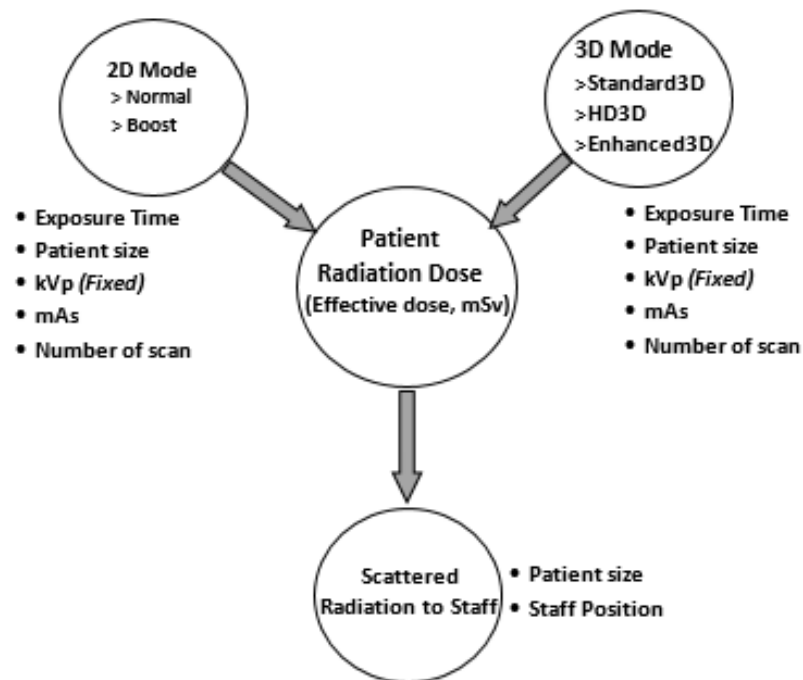 2D Mode
> Normal
> Boost
3D Mode
>Standard3D
>HD3D
>Enhanced3D
• Exposure Time
• Patient size
• kVp (Fixed)
• mAs
• Number of scan
Patient
Radiation Dose
(Effective dose, mSv)
• Exposure Time
• Patient size
• kVp (Fixed)
• mAs
• Number of scan
Scattered
Radiation to Staff
• Patient size
• Staff Position